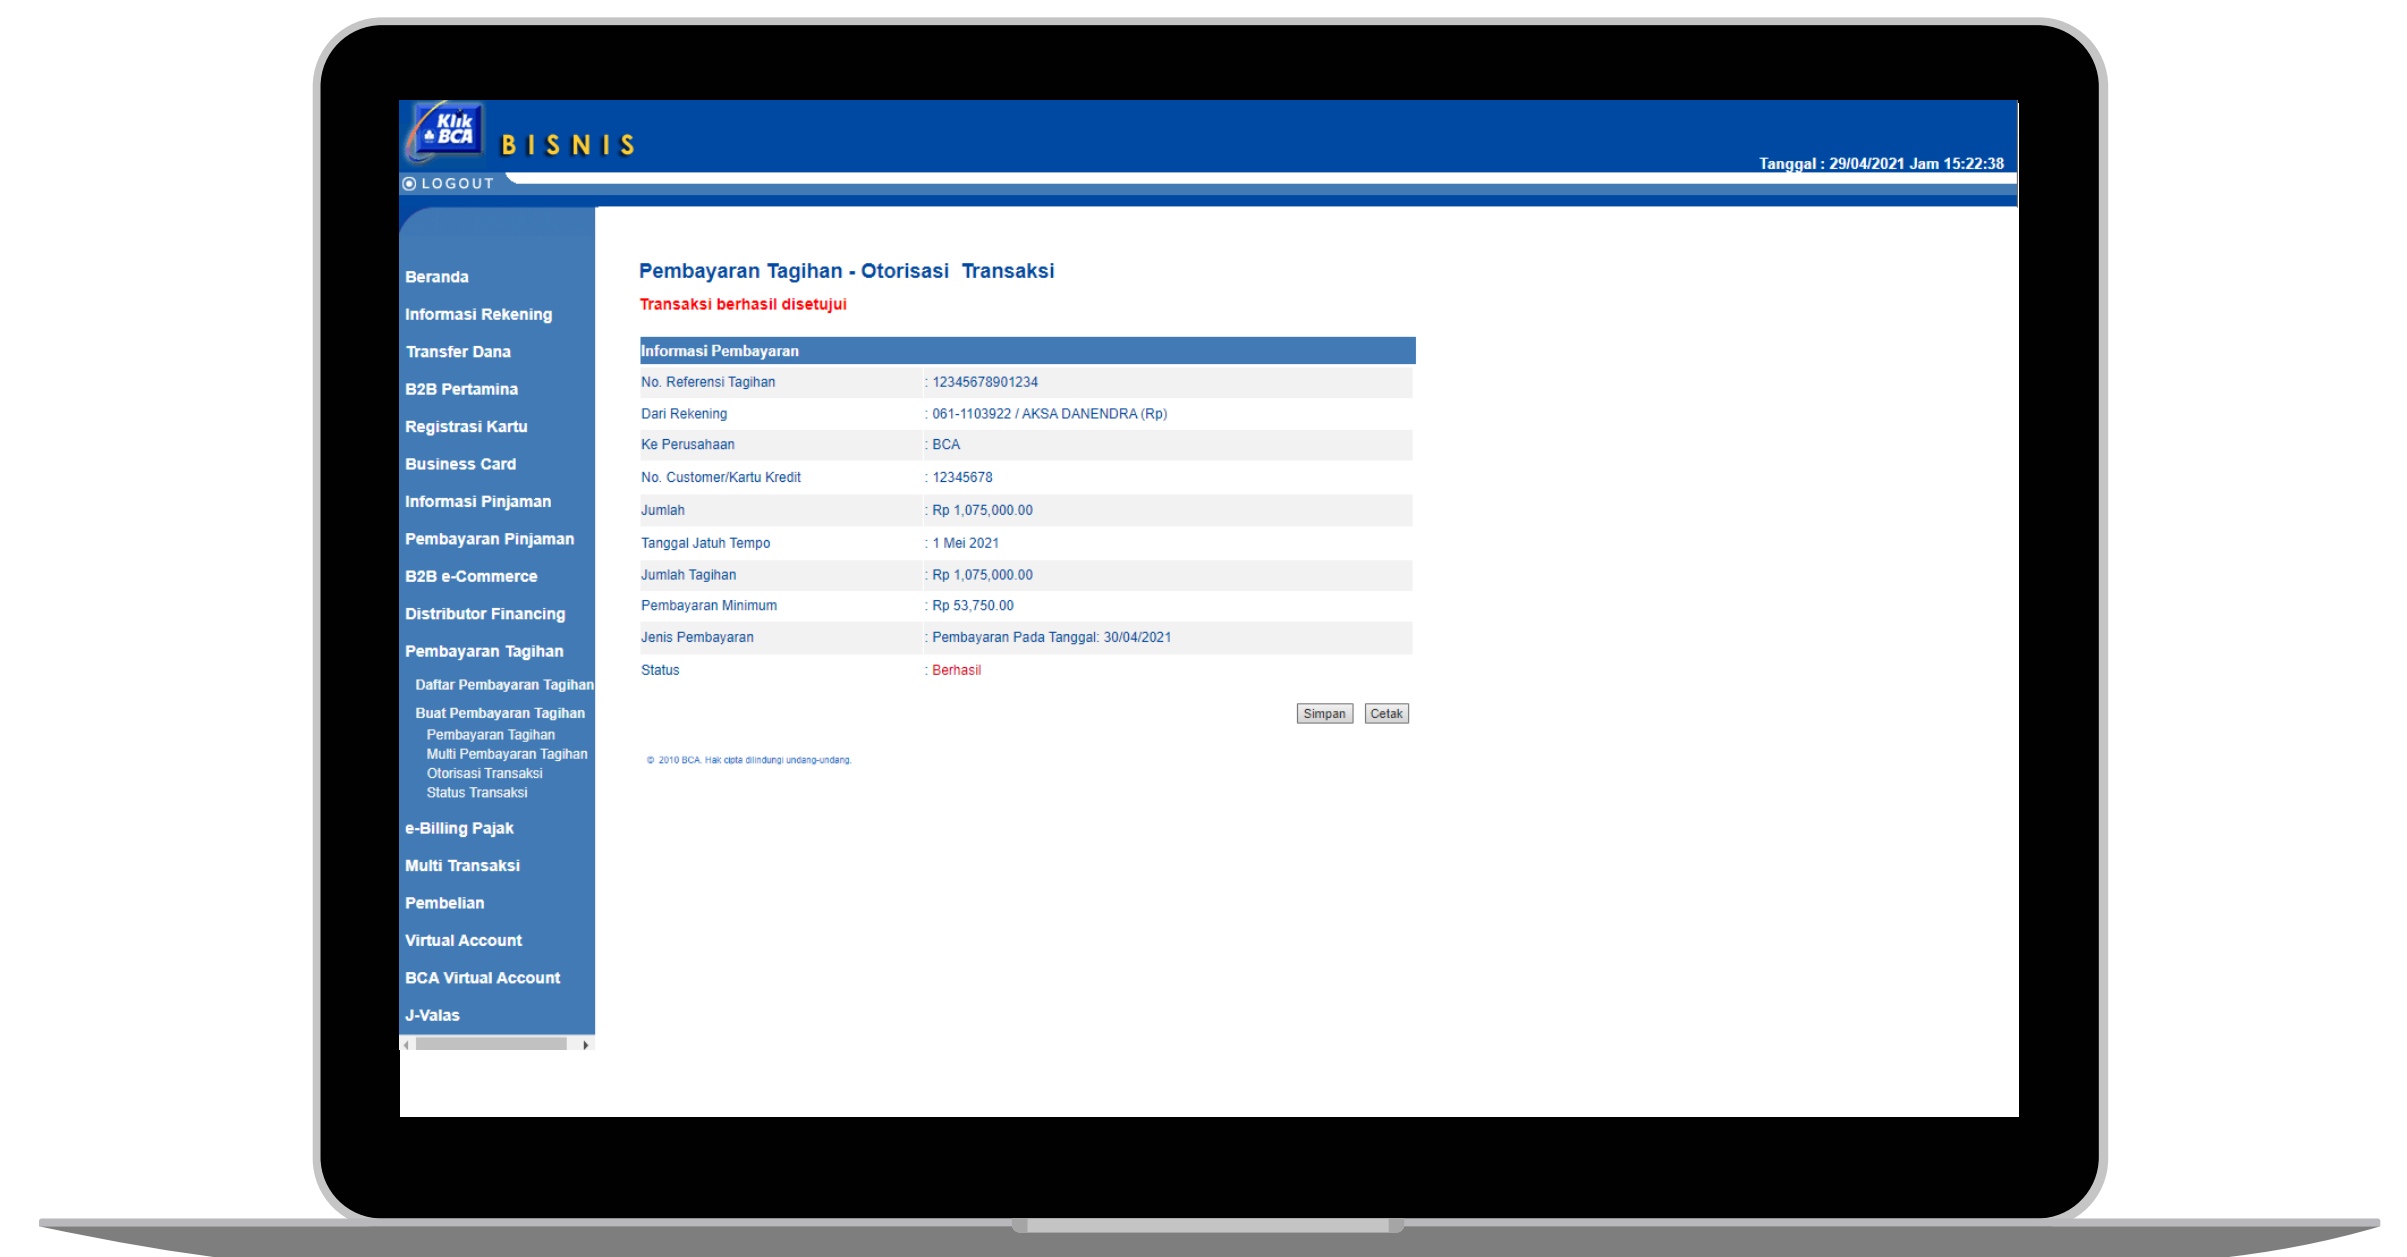 Klik
BCA
BISNIS
Tanggal : 29/04/2021 Jam 15:22:38
LOGOUT
Beranda
Informasi Rekening
Transfer Dana
B2B Pertamina
Registrasi Kartu
Business Card
Informasi Pinjaman
Pembayaran Pinjaman
B2B e-Commerce
Distributor Financing
Pembayaran Tagihan
Daftar Pembayaran Tagihan
Buat Pembayaran Tagihan
Pembayaran Tagihan
Multi Pembayaran Tagihan
Otorisasi Transaksi
Status Transaksi
e-Billing Pajak
Multi Transaksi
Pembelian
Virtual Account
BCA Virtual Account
J-Valas
Pembayaran Tagihan - Otorisasi Transaksi
Transaksi berhasil disetujui
Informasi Pembayaran
No. Referensi Tagihan : 12345678901234
Dari Rekening : 061-1103922 / AKSA DANENDRA (Rp)
Ke Perusahaan : BCA
No. Customer/Kartu Kredit : 12345678
Jumlah : Rp 1,075,000.00
Tanggal Jatuh Tempo : 1 Mei 2021
Jumlah Tagihan : Rp 1,075,000.00
Pembayaran Minimum : Rp 53,750.00
Jenis Pembayaran : Pembayaran Pada Tanggal: 30/04/2021
Status : Berhasil
Simpan Cetak
© 2010 BCA. Hak cipta dilindungi undang-undang.